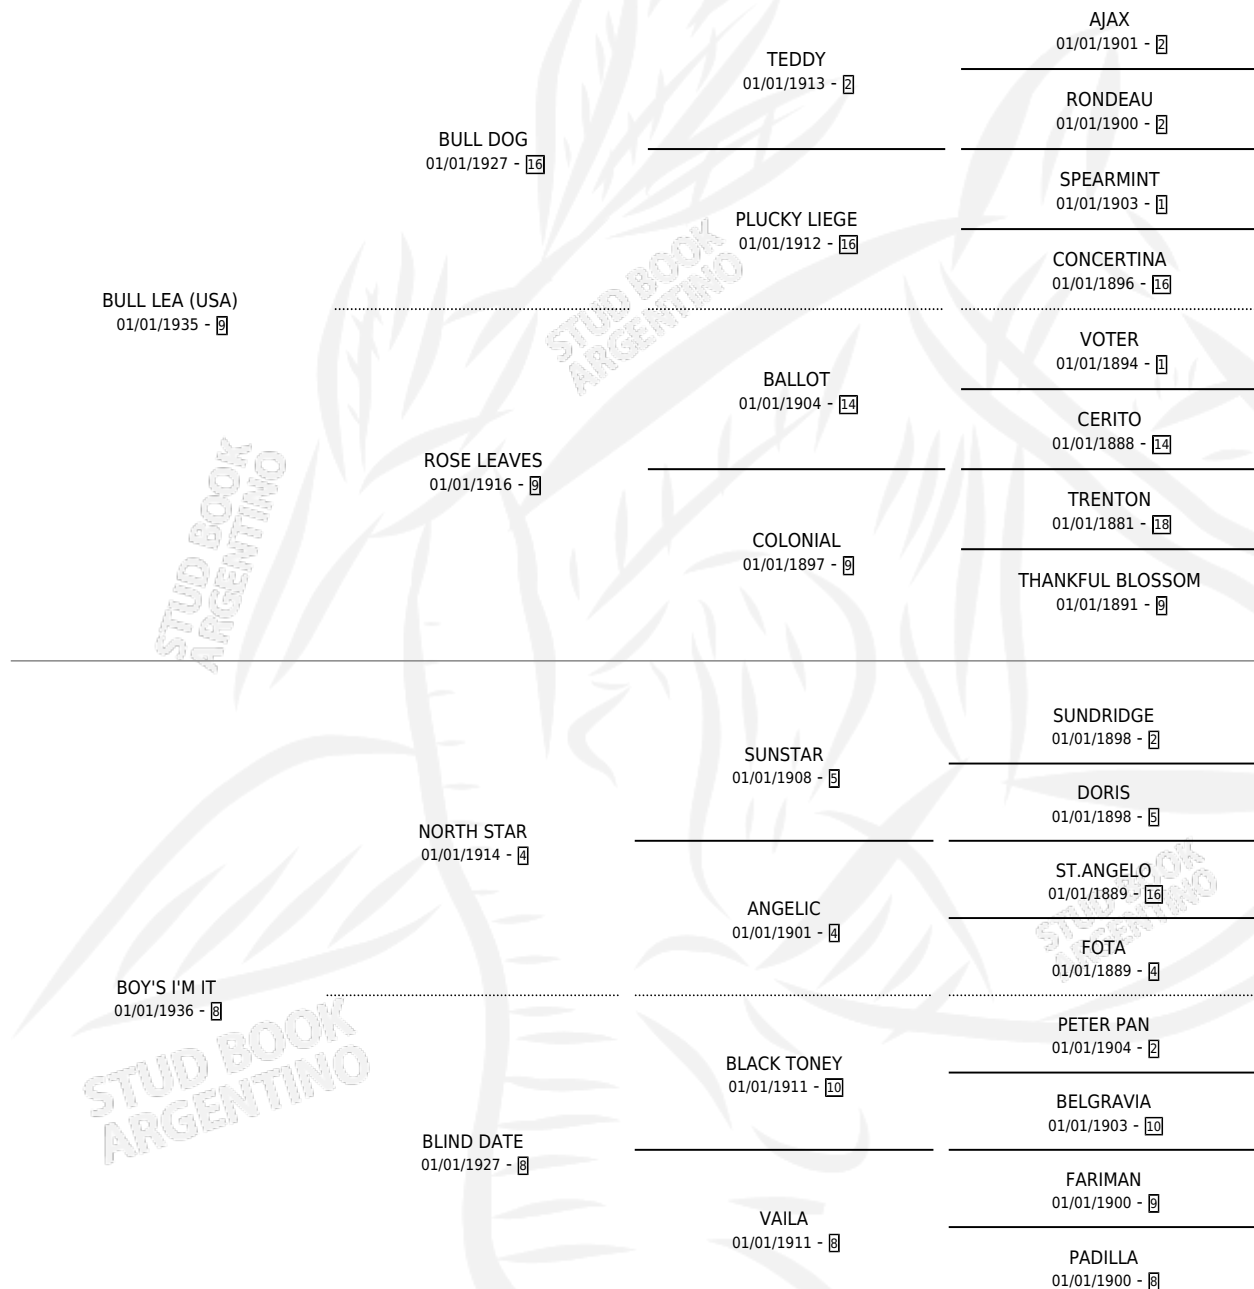 AJAX
01/01/1901 - 2
TEDDY
01/01/1913 - 2
RONDEAU
01/01/1900 - 2
BULL DOG
01/01/1927 - 16
SPEARMINT
01/01/1903 - 1
PLUCKY LIEGE
01/01/1912 - 16
CONCERTINA
01/01/1896 - 16
BULL LEA (USA)
01/01/1935 - 9
VOTER
01/01/1894 - 1
BALLOT
01/01/1904 - 14
CERITO
01/01/1888 - 14
ROSE LEAVES
01/01/1916 - 9
TRENTON
01/01/1881 - 18
COLONIAL
01/01/1897 - 9
THANKFUL BLOSSOM
01/01/1891 - 9
SUNDRIDGE
01/01/1898 - 2
SUNSTAR
01/01/1908 - 5
DORIS
01/01/1898 - 5
NORTH STAR
01/01/1914 - 4
ST.ANGELO
01/01/1889 - 16
ANGELIC
01/01/1901 - 4
FOTA
01/01/1889 - 4
BOY'S I'M IT
01/01/1936 - 8
PETER PAN
01/01/1904 - 2
BLACK TONEY
01/01/1911 - 10
BELGRAVIA
01/01/1903 - 10
BLIND DATE
01/01/1927 - 8
FARIMAN
01/01/1900 - 9
VAILA
01/01/1911 - 8
PADILLA
01/01/1900 - 8
STUD BOOK
ARGENTINO
STUD BOOK
ARGENTINO
STUD BOOK
ARGENTINO
STUD BOOK
ARGENTINO